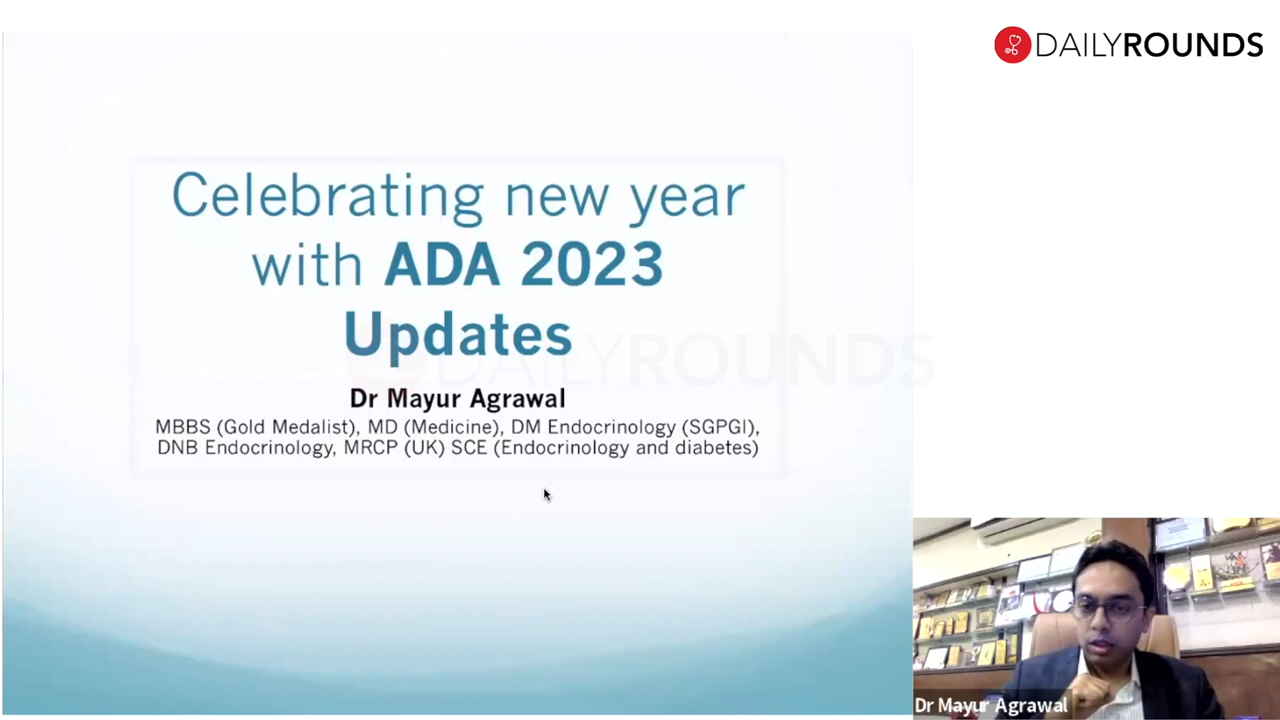 DAILYROUNDS
Celebrating new year
with ADA 2023
Updates
DAILYROUNDS
Dr Mayur Agrawal
MBBS (Gold Medalist), MD (Medicine), DM Endocrinology (SGPGI),
DNB Endocrinology, MRCP (UK) SCE (Endocrinology and diabetes)
Dr Mayur Agrawal